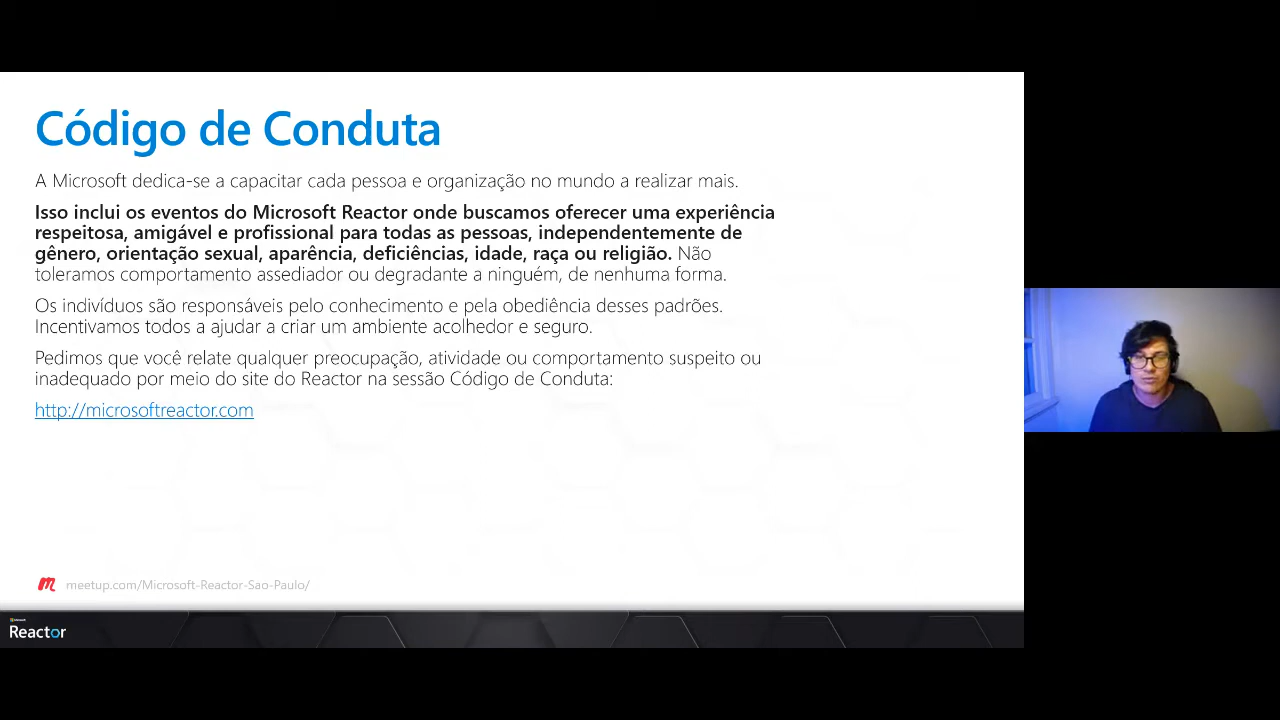 Código de Conduta
A Microsoft dedica-se a capacitar cada pessoa e organização no mundo a realizar mais.
Isso inclui os eventos do Microsoft Reactor onde buscamos oferecer uma experiência
respeitosa, amigável e profissional para todas as pessoas, independentemente de
gênero, orientação sexual, aparência, deficiências, idade, raça ou religião. Não
toleramos comportamento assediador ou degradante a ninguém, de nenhuma forma.
Os indivíduos são responsáveis pelo conhecimento e pela obediência desses padrões.
Incentivamos todos a ajudar a criar um ambiente acolhedor e seguro.
Pedimos que você relate qualquer preocupação, atividade ou comportamento suspeito ou
inadequado por meio do site do Reactor na sessão Código de Conduta:
http://microsoftreactor.com
meetup.com/Microsoft-Reactor-Sao-Paulo/
Reactor